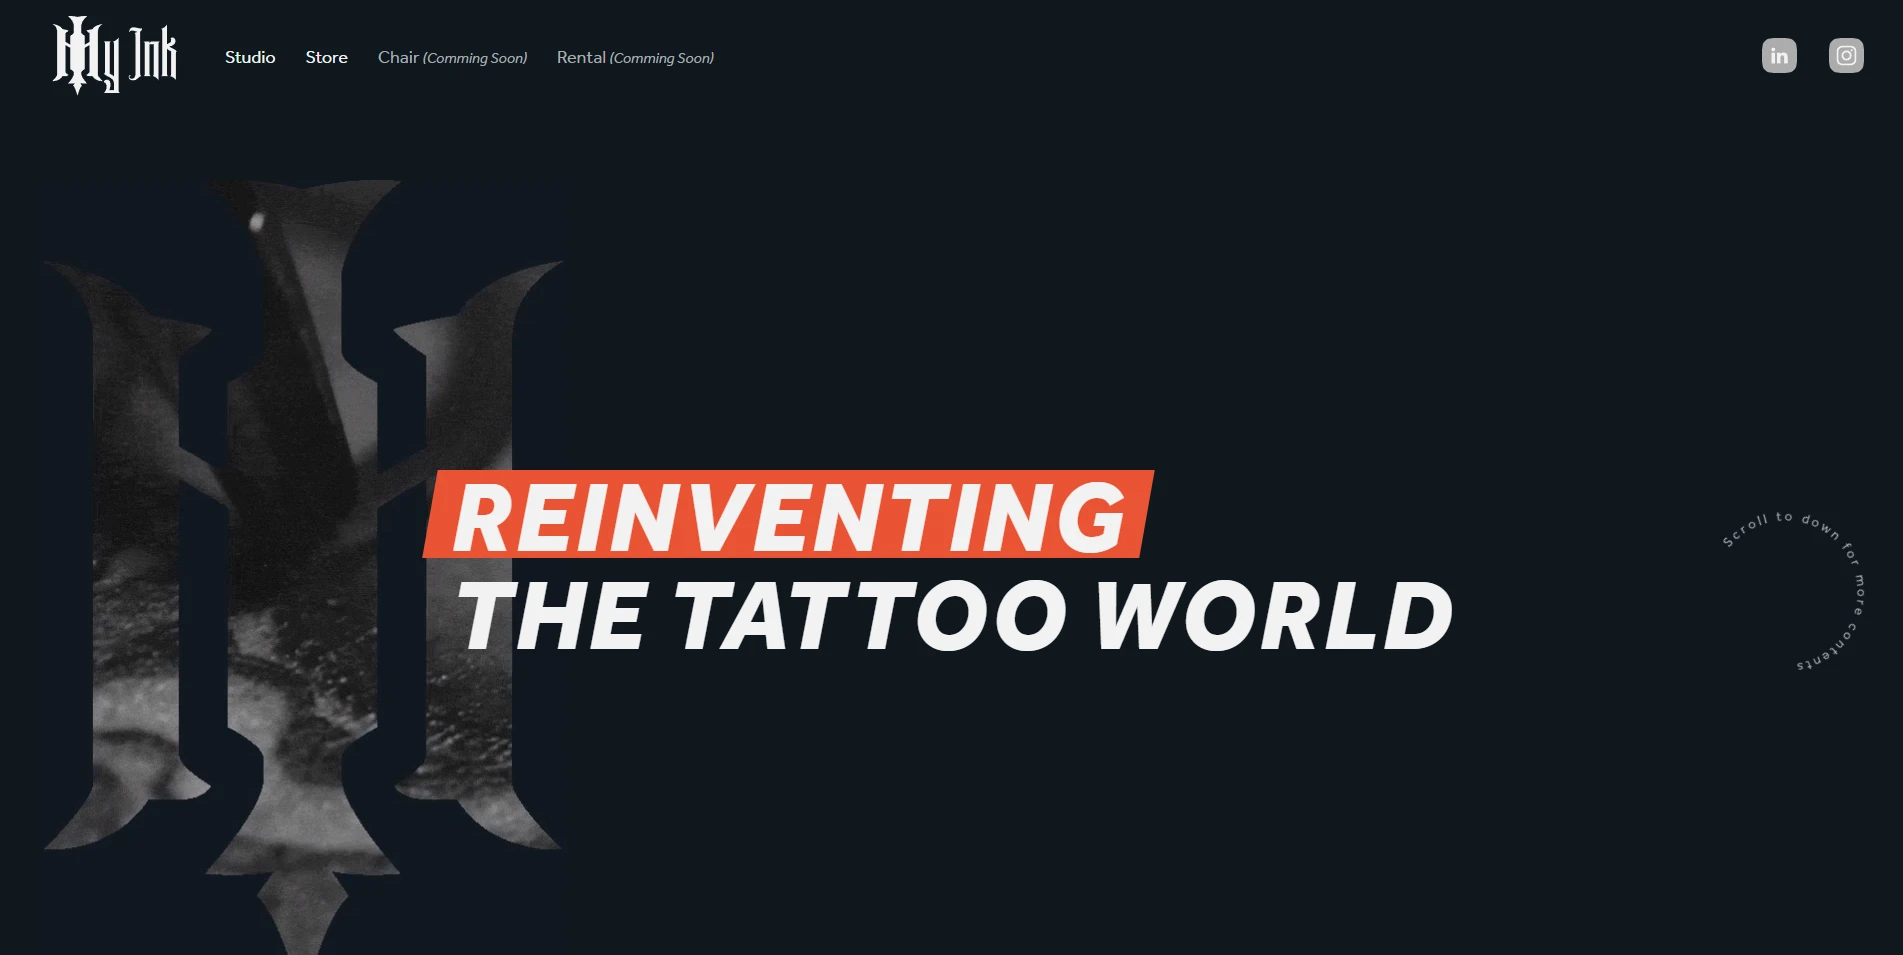 My Ink
Studio Store Chair (Comming Soon) Rental (Comming Soon)
in
REINVENTING
THE TATTOO WORLD
Scroll to down for more contents